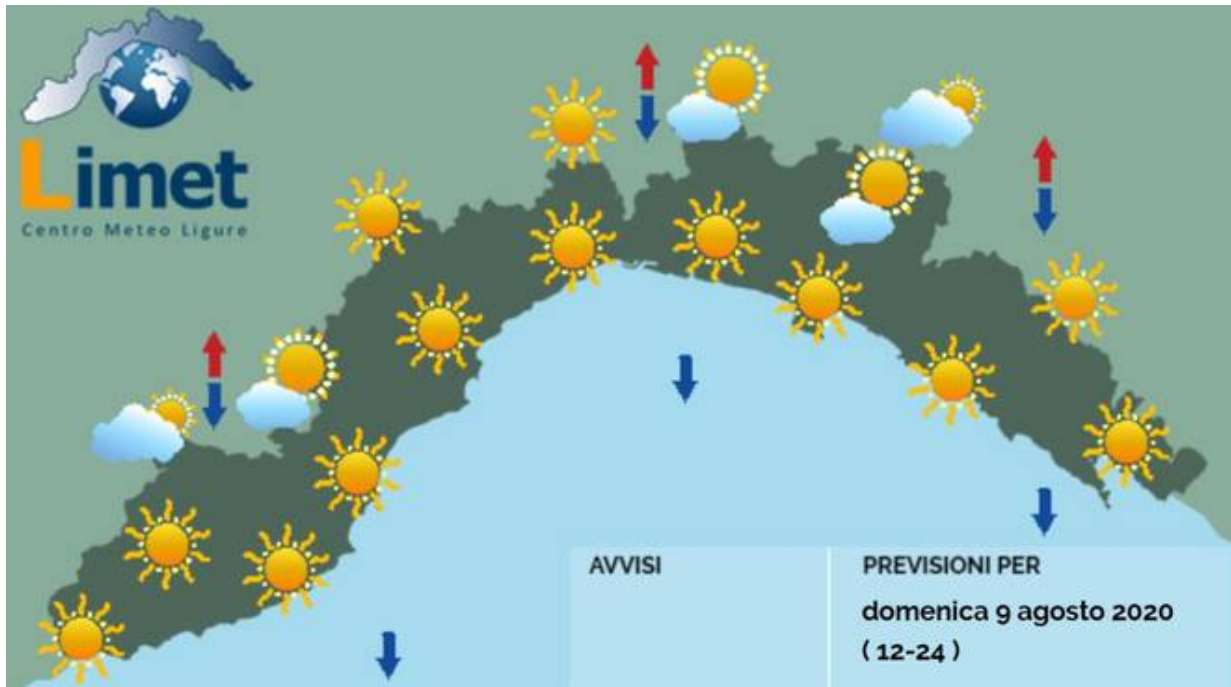 Limet
Centro Meteo Ligure
AVVISI
PREVISIONI PER
domenica 9 agosto 2020
( 12-24 )